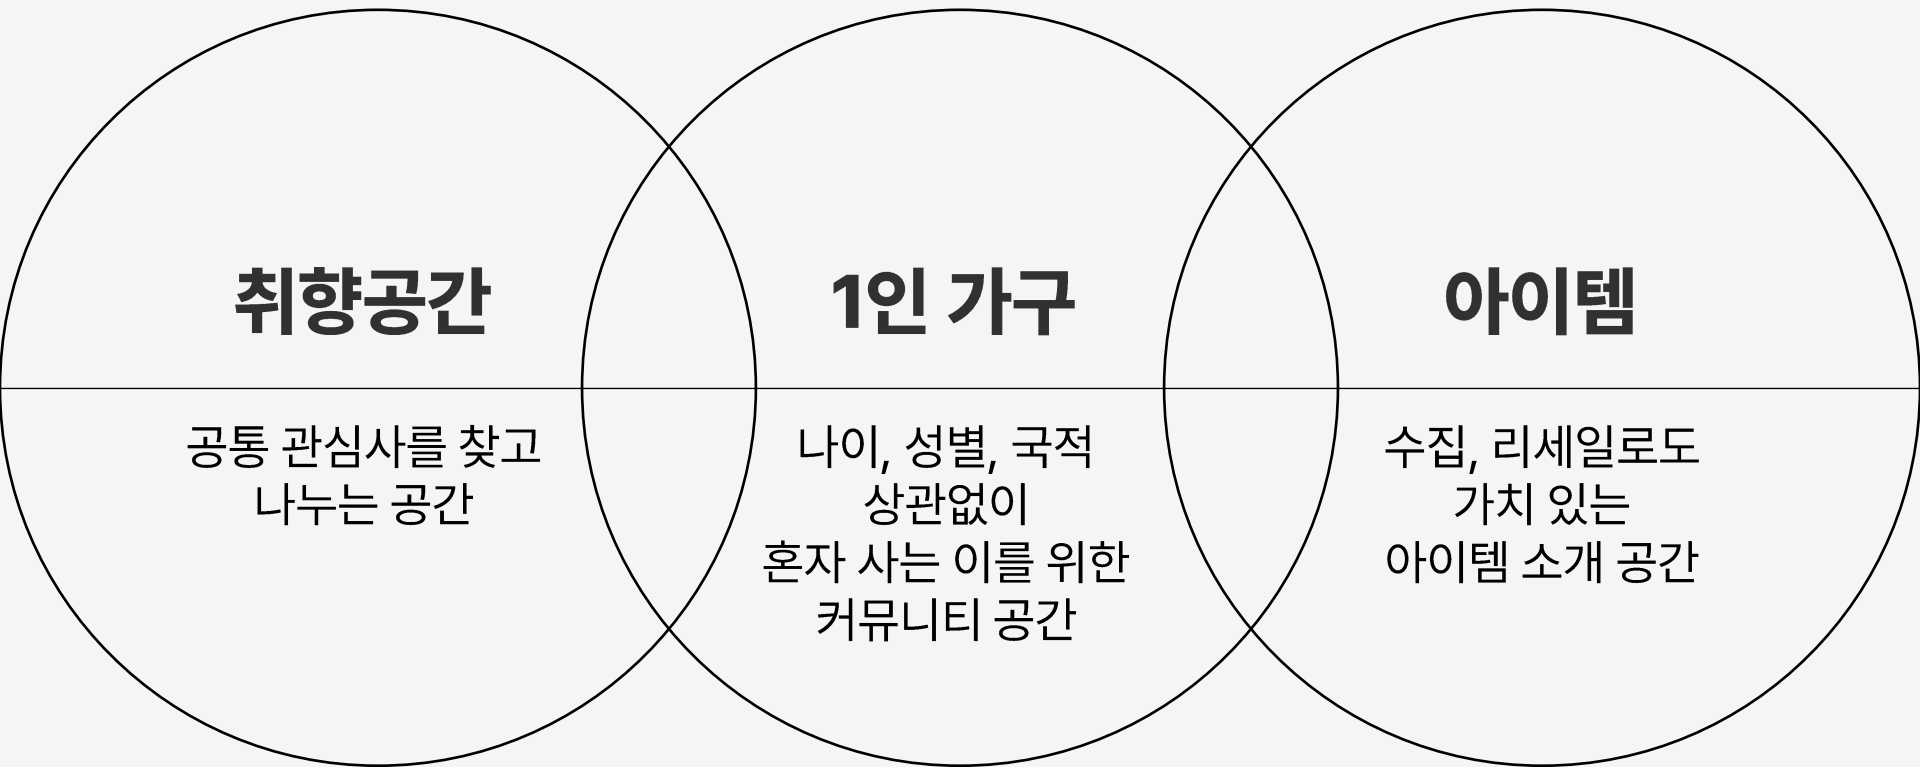 취향공간
공통 관심사를 찾고
나누는 공간
1인 가구
나이, 성별, 국적
상관없이
혼자 사는 이를 위한
커뮤니티 공간
아이템
수집, 리세일로도
가치 있는
아이템 소개 공간